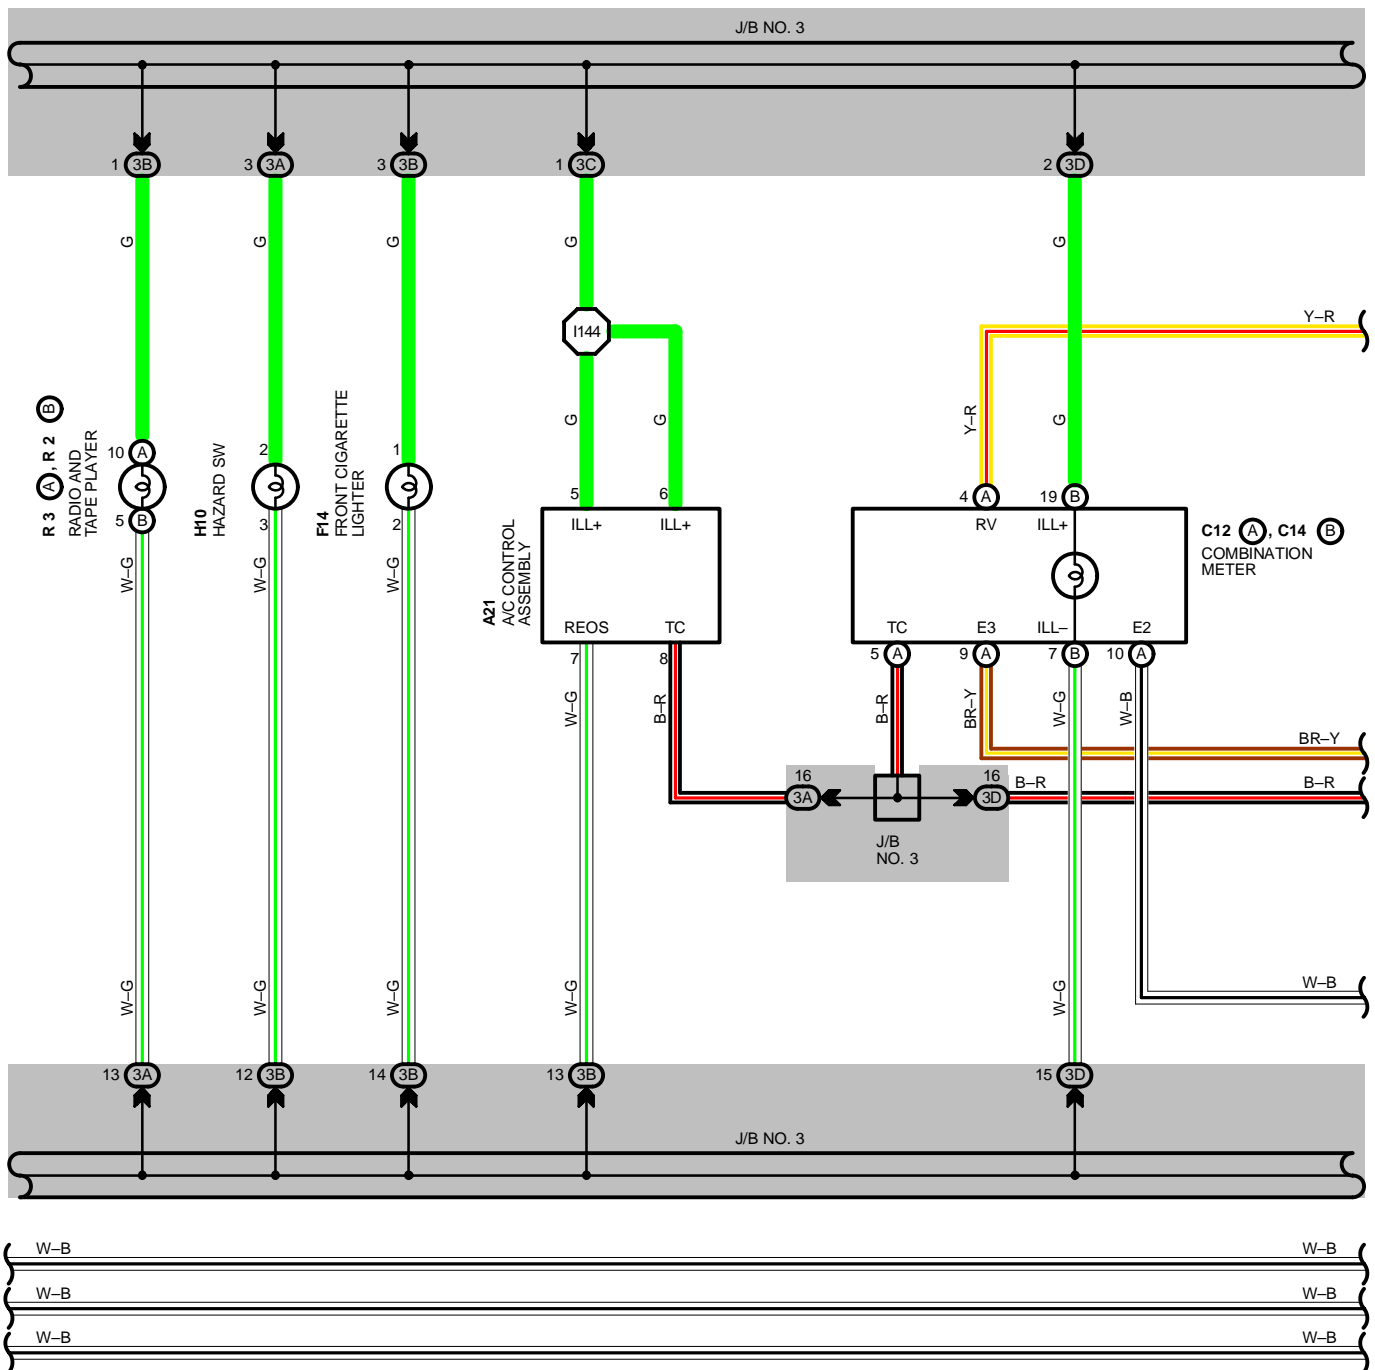 J/B NO. 3
1 3B
3 3A
3 3B
1 3C
2 3D
G
G
G
G
G
I144
Y–R
G
G
Y–R
G
R 3 A, R 2 B
RADIO AND
TAPE PLAYER
10 A
5 B
H10
HAZARD SW
2
3
F14
FRONT CIGARETTE
LIGHTER
1
2
A21
A/C CONTROL
ASSEMBLY
5
6
ILL+
ILL+
REOS
TC
7
8
4 A
19 B
RV
ILL+
C12 A, C14 B
COMBINATION
METER
TC
E3
ILL–
E2
5 A
9 A
7 B
10 A
W–G
W–G
W–G
W–G
B–R
B–R
BR–Y
W–G
W–B
BR–Y
16
3A
16
3D
B–R
B–R
J/B
NO. 3
W–G
W–G
W–G
W–G
W–G
W–B
13 3A
12 3B
14 3B
13 3B
15 3D
J/B NO. 3
W–B
W–B
W–B
W–B
W–B
W–B